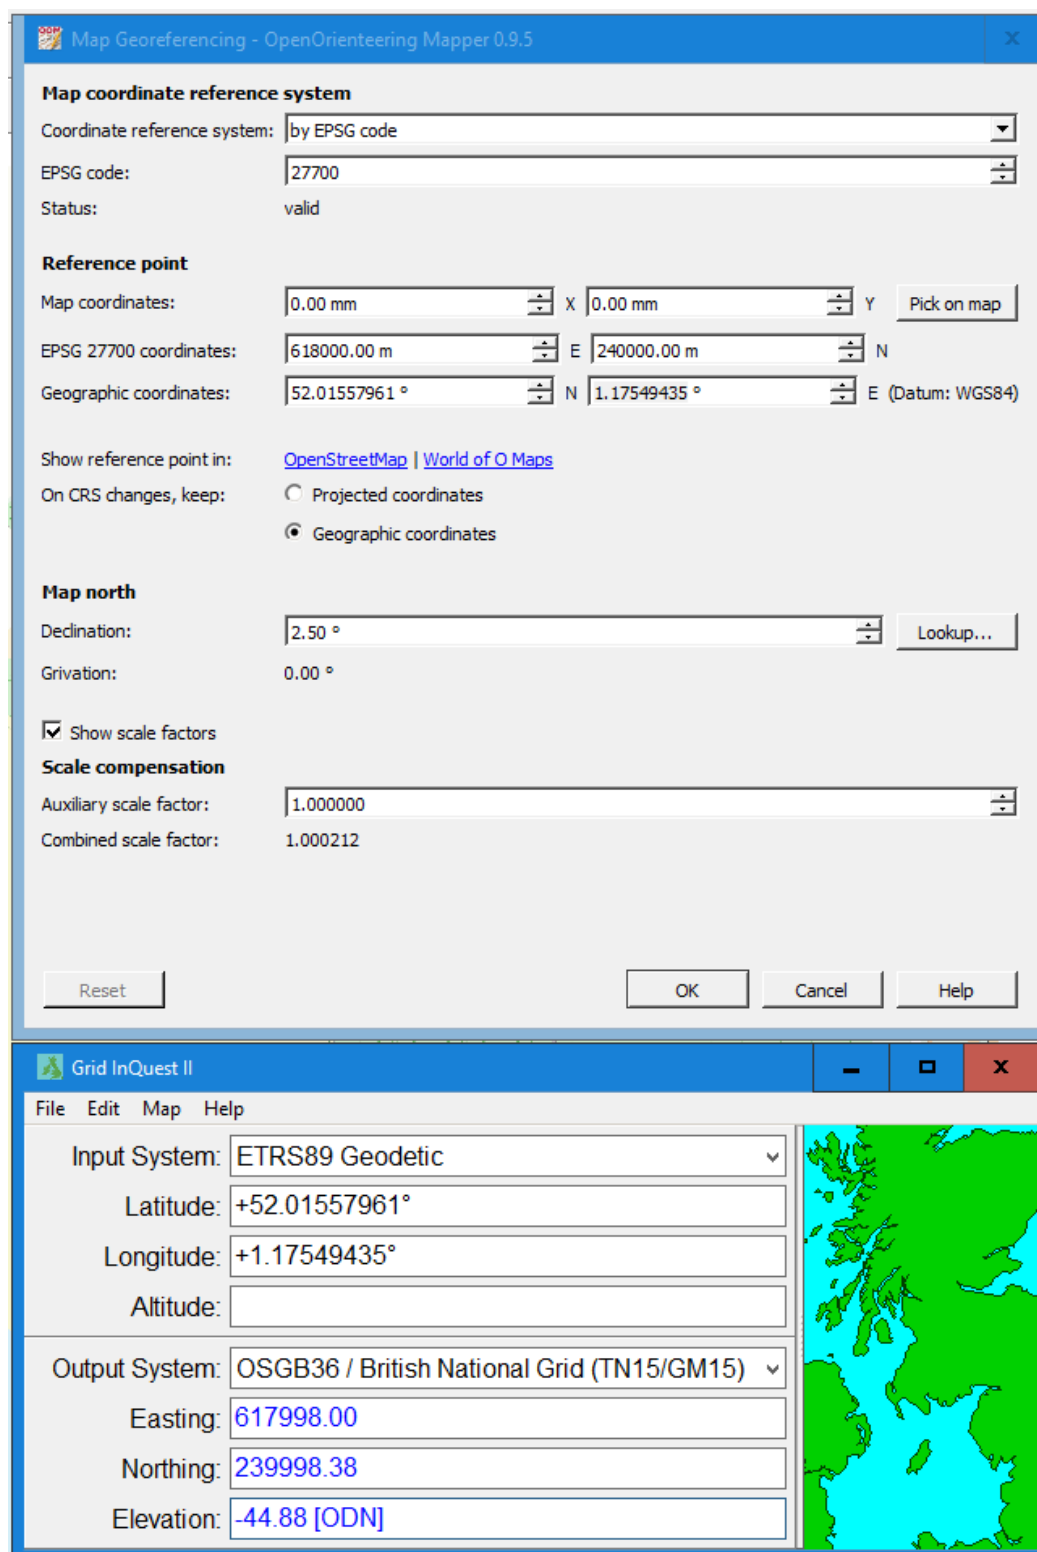 Map Georeferencing - OpenOrienteering Mapper 0.9.5
Map coordinate reference system
Coordinate reference system: by EPSG code
EPSG code: 27700
Status: valid
Reference point
Map coordinates: 0.00 mm X 0.00 mm Y Pick on map
EPSG 27700 coordinates: 618000.00 m E 240000.00 m N
Geographic coordinates: 52.01557961 ° N 1.17549435 ° E (Datum: WGS84)
Show reference point in: OpenStreetMap | World of O Maps
On CRS changes, keep: Projected coordinates
Geographic coordinates
Map north
Declination: 2.50 ° Lookup...
Grivation: 0.00 °
Show scale factors
Scale compensation
Auxiliary scale factor: 1.000000
Combined scale factor: 1.000212
Reset OK Cancel Help
Grid InQuest II
File Edit Map Help
Input System: ETRS89 Geodetic
Latitude: +52.01557961°
Longitude: +1.17549435°
Altitude:
Output System: OSGB36 / British National Grid (TN15/GM15)
Easting: 617998.00
Northing: 239998.38
Elevation: -44.88 [ODN]